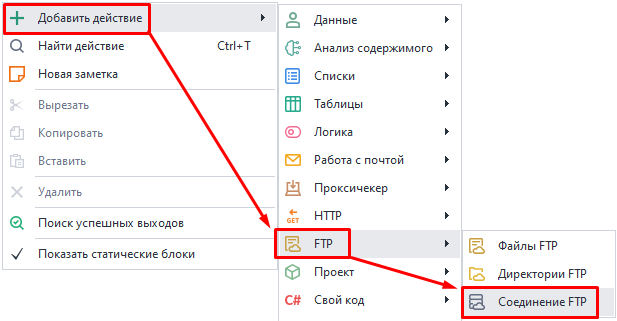 Добавить действие
Найти действие Ctrl+T
Новая заметка
Вырезать
Копировать
Вставить
Удалить
Поиск успешных выходов
Показать статические блоки
Данные
Анализ содержимого
Списки
Таблицы
Логика
Работа с почтой
Проксичекер
GET HTTP
FTP
Проект
C# Свой код
Файлы FTP
Директории FTP
Соединение FTP